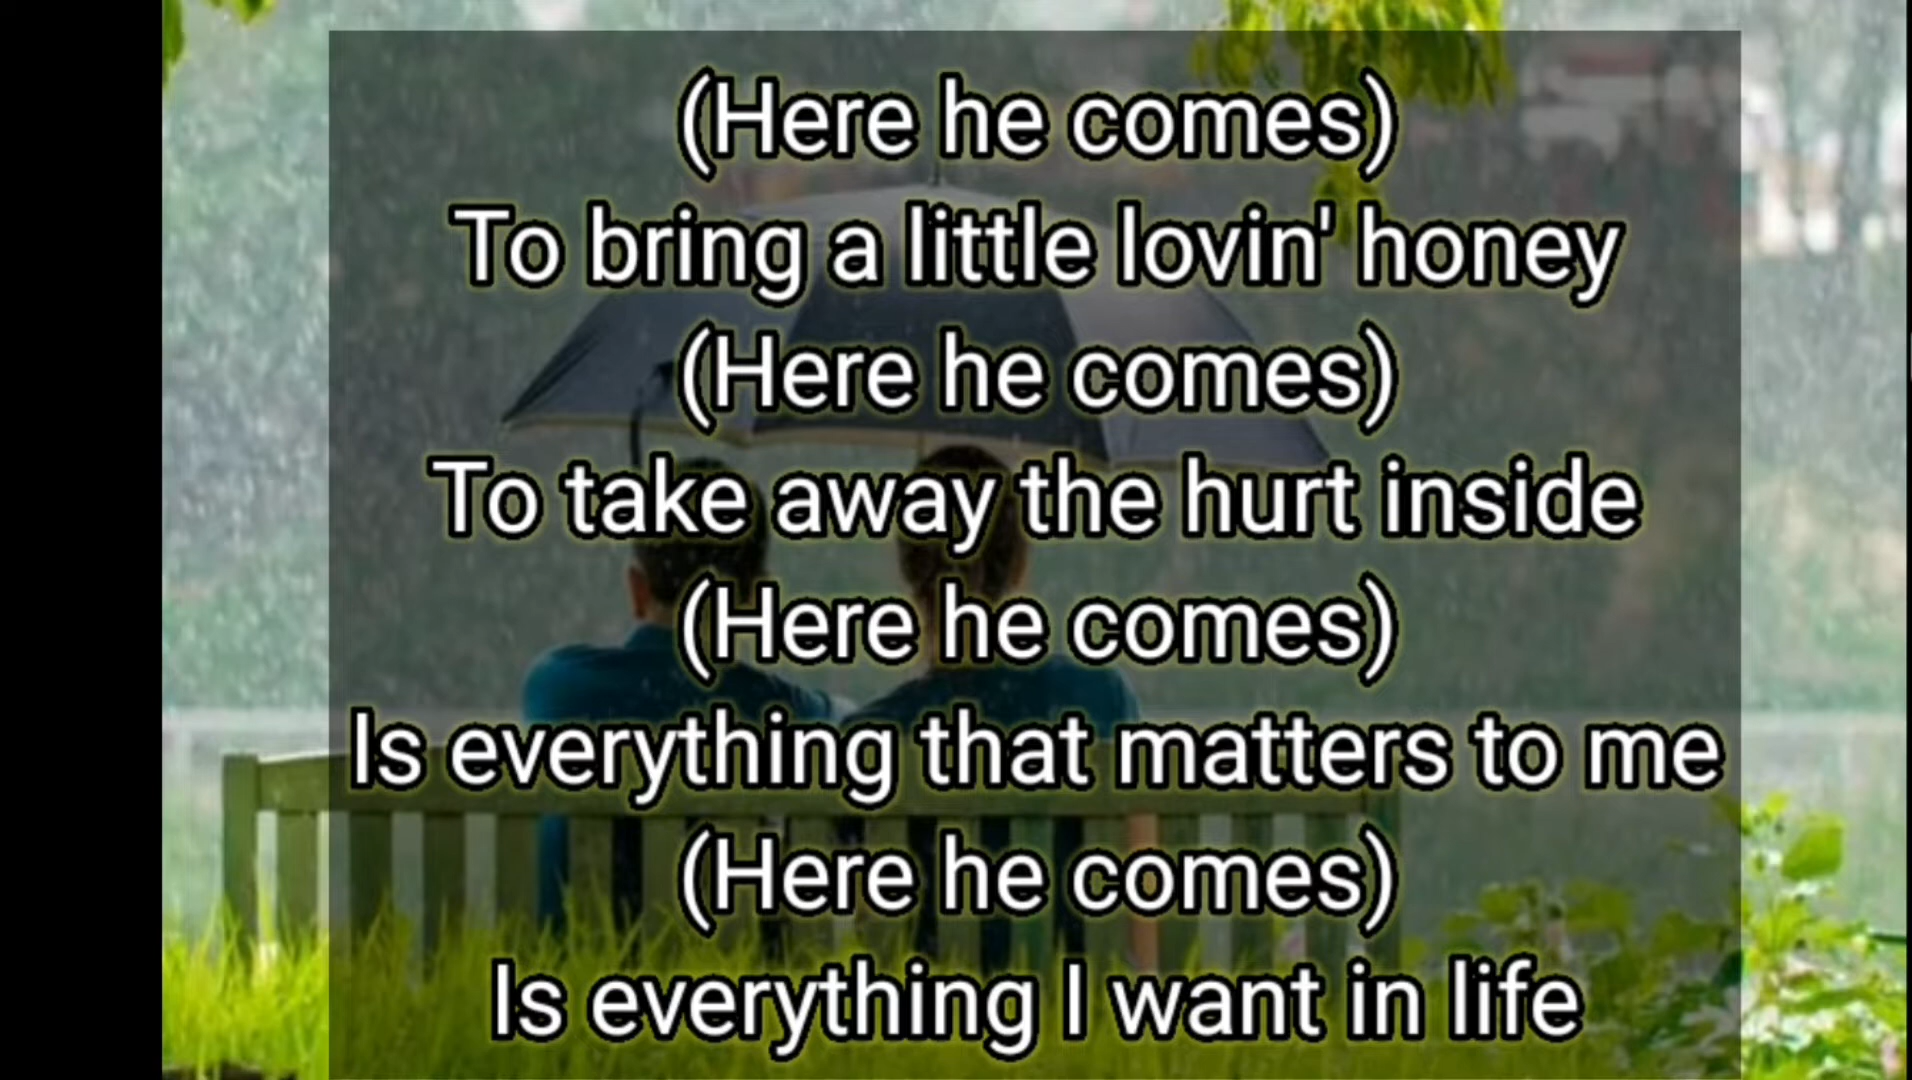 (Here he comes)
To bring a little lovin' honey
(Here he comes)
To take away the hurt inside
(Here he comes)
Is everything that matters to me
(Here he comes)
Is everything I want in life